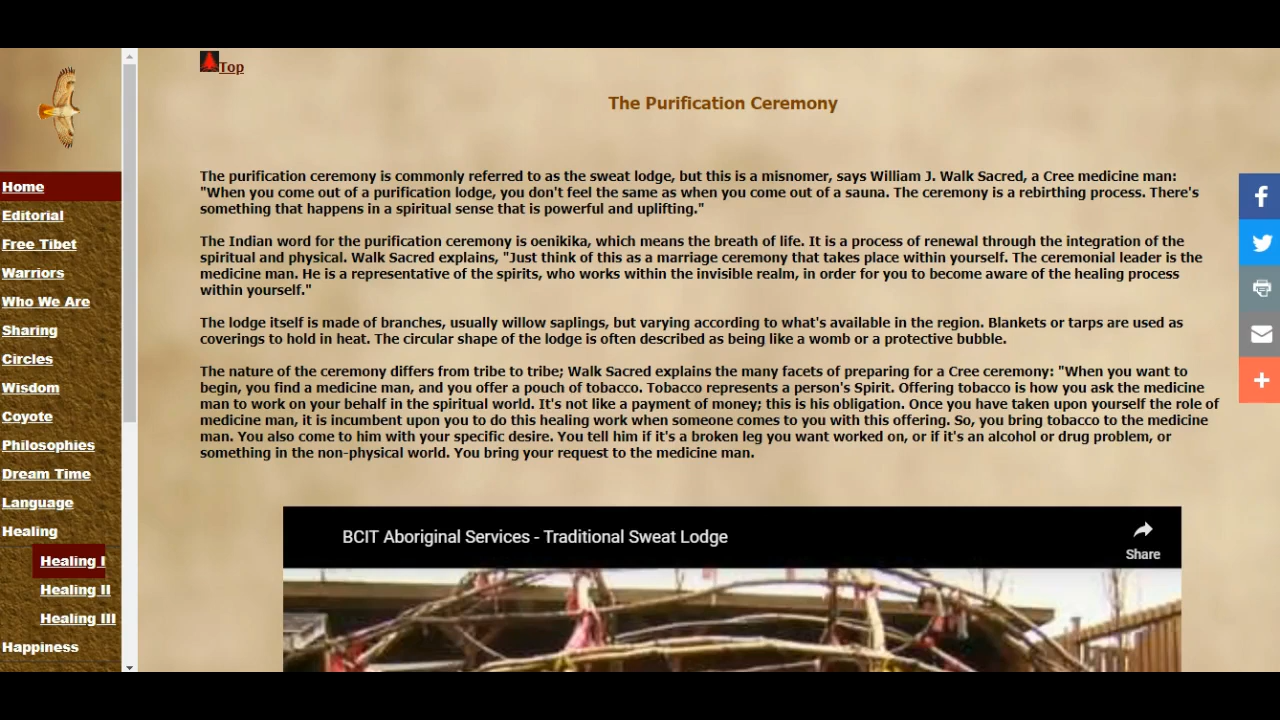 Top
The Purification Ceremony
The purification ceremony is commonly referred to as the sweat lodge, but this is a misnomer, says William J. Walk Sacred, a Cree medicine man:
"When you come out of a purification lodge, you don't feel the same as when you come out of a sauna. The ceremony is a rebirthing process. There's
something that happens in a spiritual sense that is powerful and uplifting."
The Indian word for the purification ceremony is oenikika, which means the breath of life. It is a process of renewal through the integration of the
spiritual and physical. Walk Sacred explains, "Just think of this as a marriage ceremony that takes place within yourself. The ceremonial leader is the
medicine man. He is a representative of the spirits, who works within the invisible realm, in order for you to become aware of the healing process
within yourself."
The lodge itself is made of branches, usually willow saplings, but varying according to what's available in the region. Blankets or tarps are used as
coverings to hold in heat. The circular shape of the lodge is often described as being like a womb or a protective bubble.
The nature of the ceremony differs from tribe to tribe; Walk Sacred explains the many facets of preparing for a Cree ceremony: "When you want to
begin, you find a medicine man, and you offer a pouch of tobacco. Tobacco represents a person's Spirit. Offering tobacco is how you ask the medicine
man to work on your behalf in the spiritual world. It's not like a payment of money; this is his obligation. Once you have taken upon yourself the role of
medicine man, it is incumbent upon you to do this healing work when someone comes to you with this offering. So, you bring tobacco to the medicine
man. You also come to him with your specific desire. You tell him if it's a broken leg you want worked on, or if it's an alcohol or drug problem, or
something in the non-physical world. You bring your request to the medicine man.
BCIT Aboriginal Services - Traditional Sweat Lodge
Share
Home
Editorial
Free Tibet
Warriors
Who We Are
Sharing
Circles
Wisdom
Coyote
Philosophies
Dream Time
Language
Healing
Healing I
Healing II
Healing III
Happiness